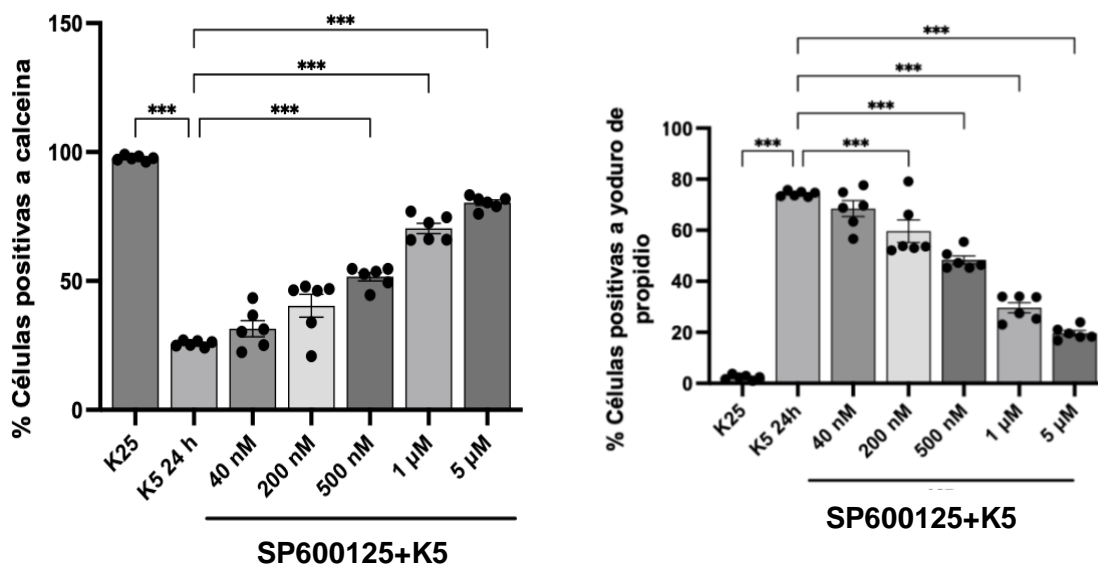 % Células positivas a calceina
150
100
50
0
***
***
***
***
K25
K5 24 h
40 nM
200 nM
500 nM
1 µM
5 µM
SP600125+K5
% Células positivas a yoduro de
propidio
100
80
60
40
20
0
***
***
***
***
***
K25
K5 24h
40 nM
200 nM
500 nM
1 µM
5 µM
SP600125+K5